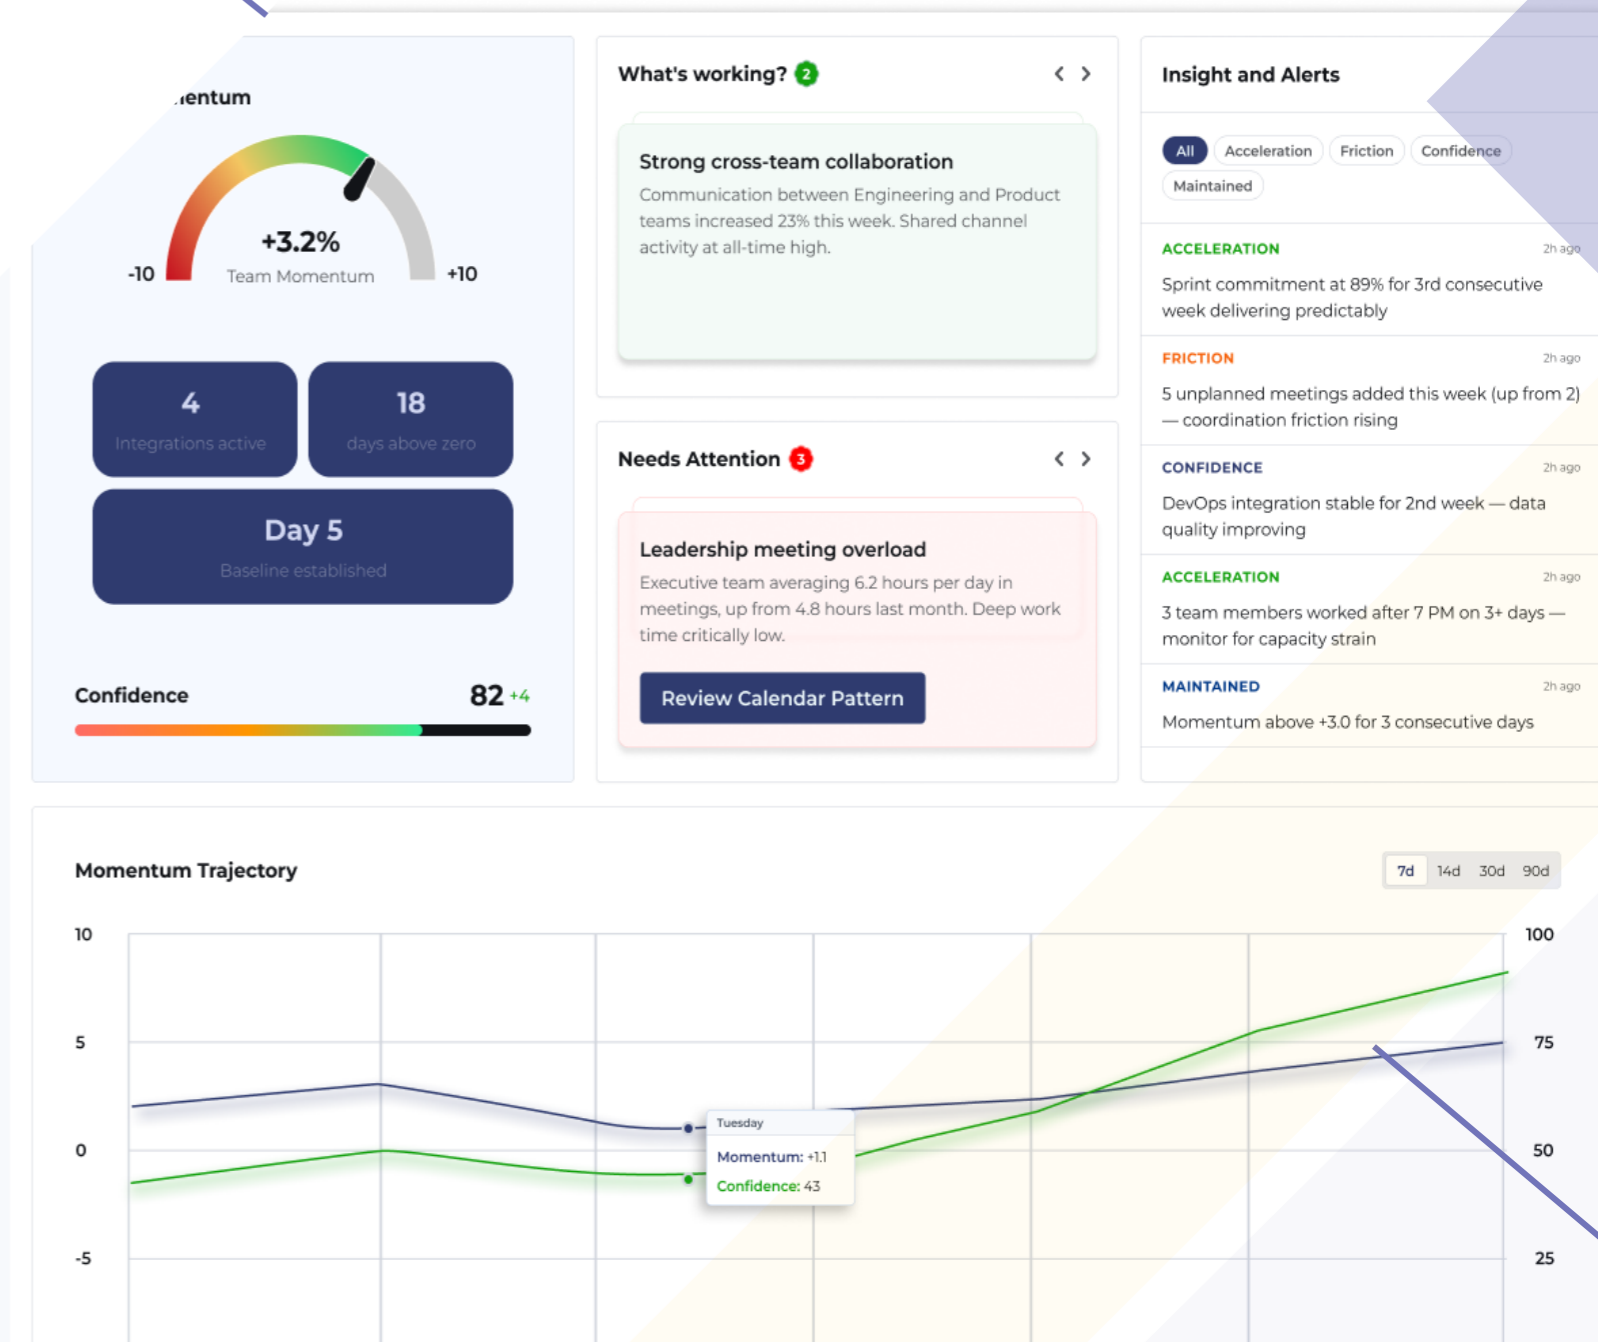 +3.2%
Team Momentum
-10
+10
4
Integrations active
18
days above zero
Day 5
Baseline established
Confidence
82 +4
What's working? 2
Strong cross-team collaboration
Communication between Engineering and Product
teams increased 23% this week. Shared channel
activity at all-time high.
Needs Attention 3
Leadership meeting overload
Executive team averaging 6.2 hours per day in
meetings, up from 4.8 hours last month. Deep work
time critically low.
Review Calendar Pattern
Insight and Alerts
All Acceleration Friction Confidence
Maintained
ACCELERATION 2h ago
Sprint commitment at 89% for 3rd consecutive
week delivering predictably
FRICTION 2h ago
5 unplanned meetings added this week (up from 2)
— coordination friction rising
CONFIDENCE 2h ago
DevOps integration stable for 2nd week — data
quality improving
ACCELERATION 2h ago
3 team members worked after 7 PM on 3+ days —
monitor for capacity strain
MAINTAINED 2h ago
Momentum above +3.0 for 3 consecutive days
Momentum Trajectory
7d 14d 30d 90d
10
5
0
-5
100
75
50
25
Tuesday
Momentum: +1.1
Confidence: 43